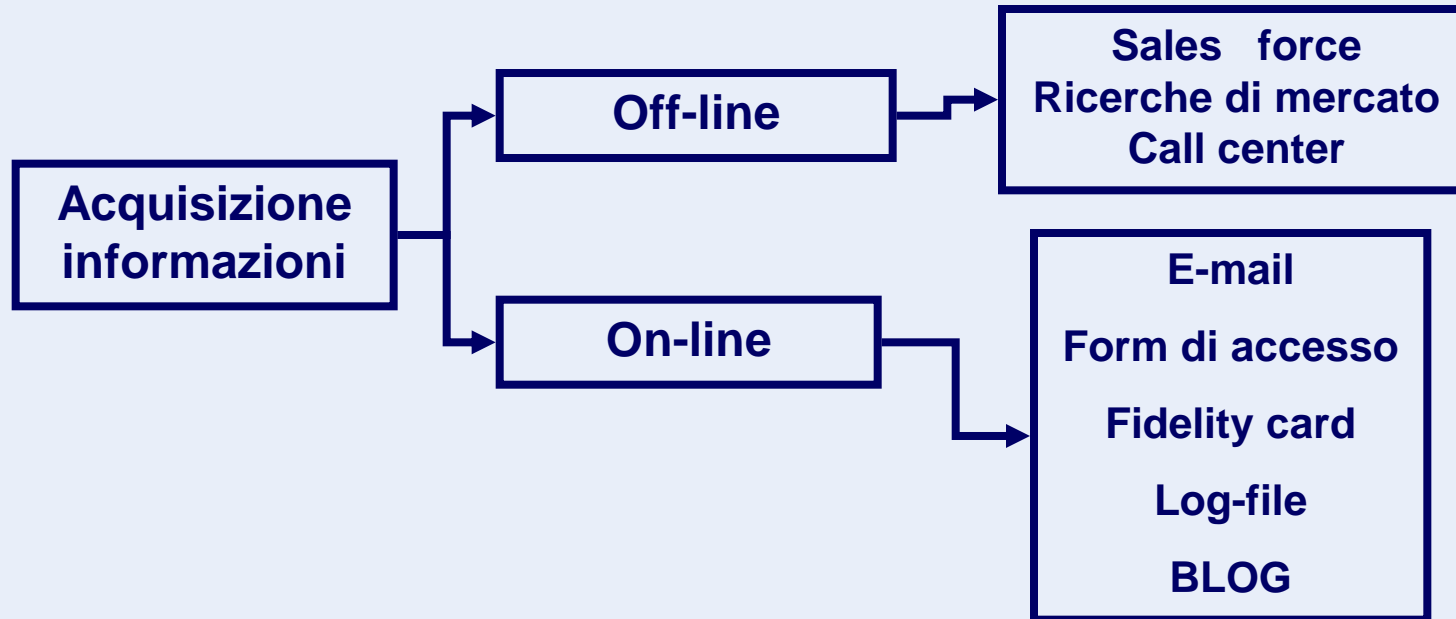 Acquisizione
informazioni
Off-line
Sales force
Ricerche di mercato
Call center
On-line
E-mail
Form di accesso
Fidelity card
Log-file
BLOG